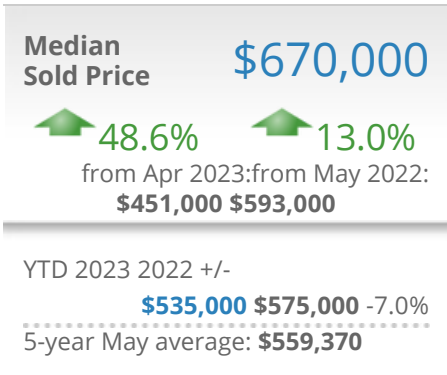 Median
Sold Price
$670,000
48.6%
13.0%
from Apr 2023:from May 2022:
$451,000 $593,000
YTD 2023 2022 +/-
$535,000 $575,000 -7.0%
5-year May average: $559,370